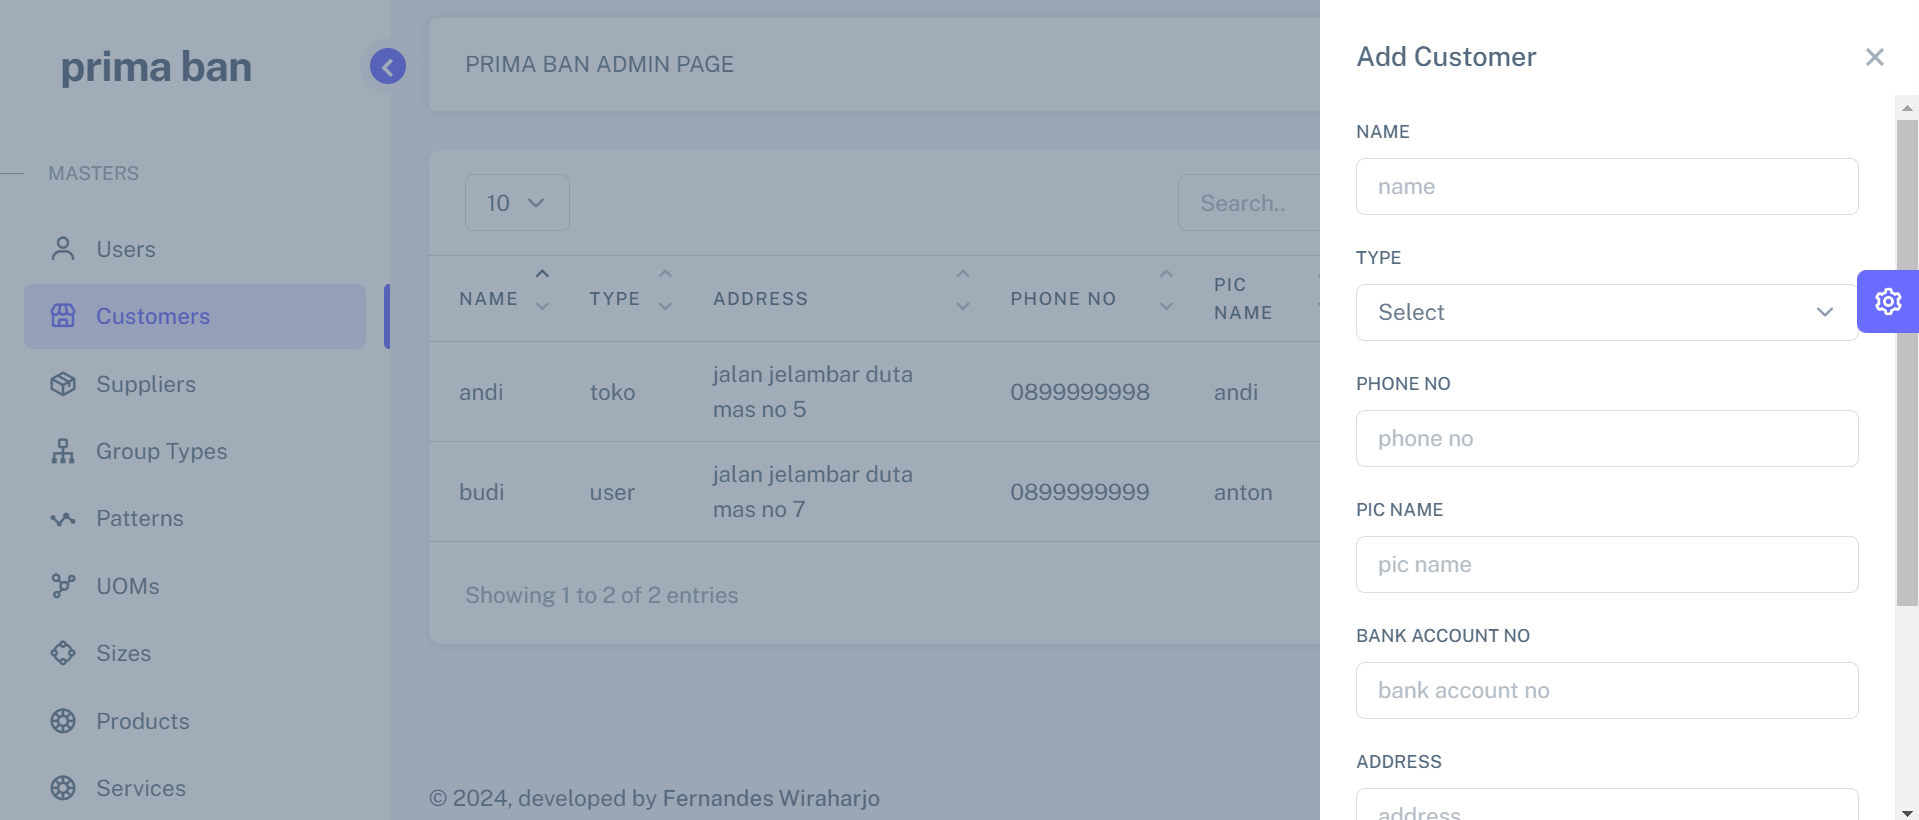 prima ban
MASTERS
Users
Customers
Suppliers
Group Types
Patterns
UOMs
Sizes
Products
Services
PRIMA BAN ADMIN PAGE
10
Search..
NAME TYPE ADDRESS PHONE NO PIC NAME
andi toko jalan jelambar duta mas no 5 0899999998 andi
budi user jalan jelambar duta mas no 7 0899999999 anton
Showing 1 to 2 of 2 entries
© 2024, developed by Fernandes Wiraharjo
Add Customer
NAME
name
TYPE
Select
PHONE NO
phone no
PIC NAME
pic name
BANK ACCOUNT NO
bank account no
ADDRESS
address